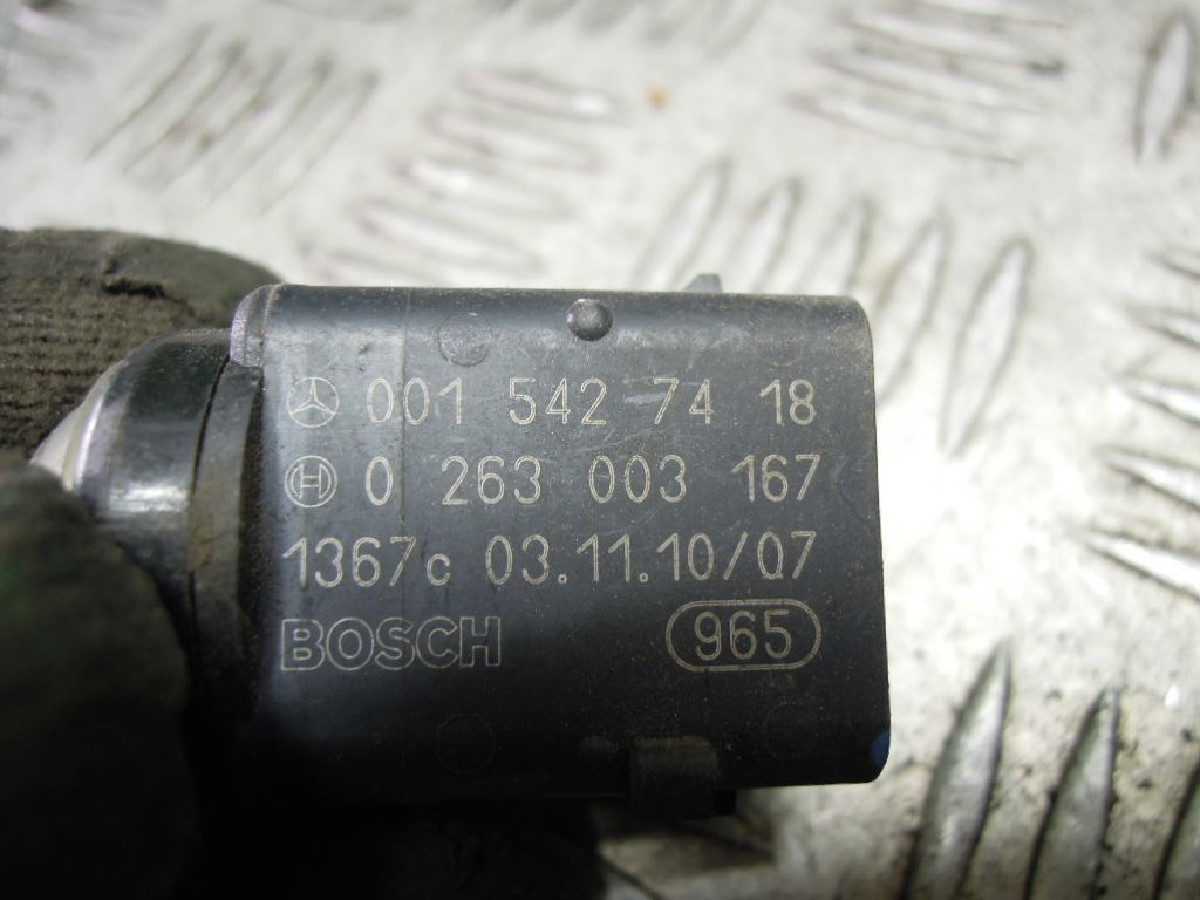 001 542 74 18
H 0 263 003 167
1367c 03.11.10/07
BOSCH 965